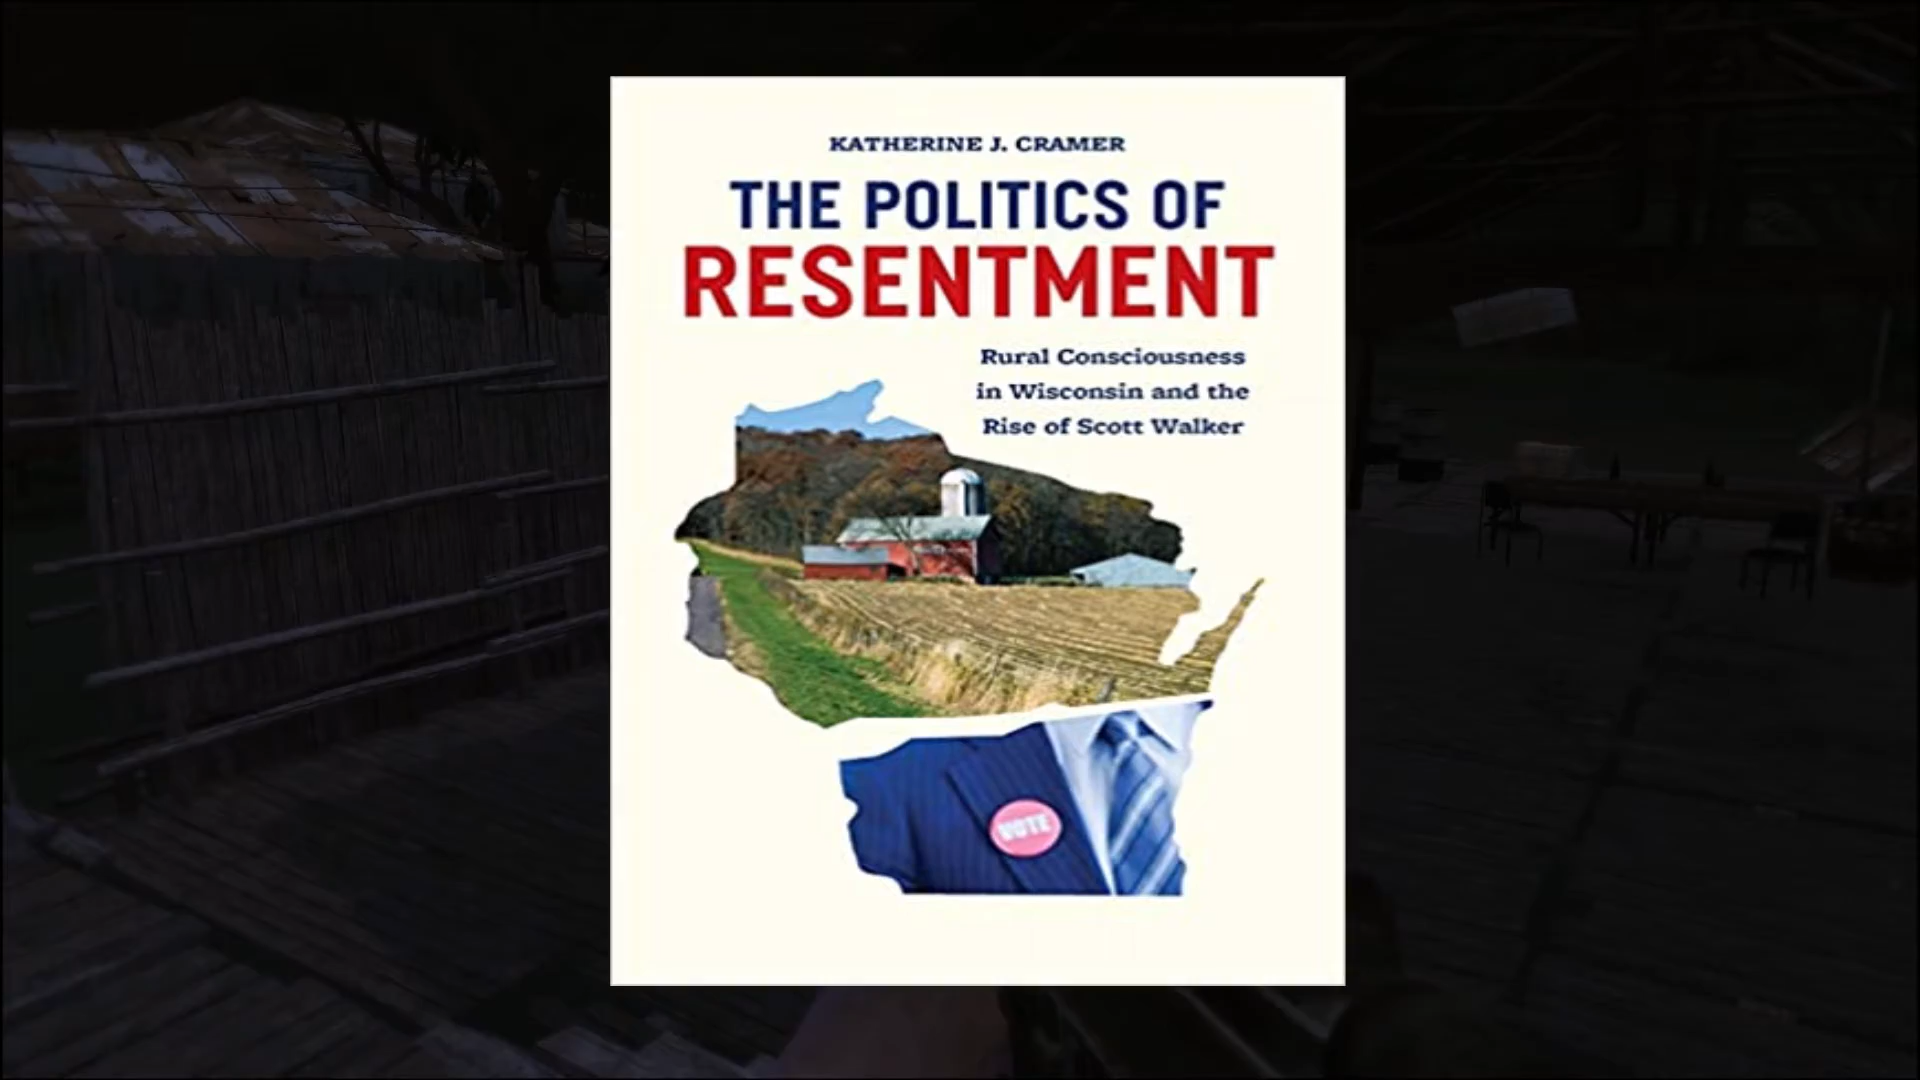 KATHERINE J. CRAMER
THE POLITICS OF
RESENTMENT
Rural Consciousness
in Wisconsin and the
Rise of Scott Walker
VOTE